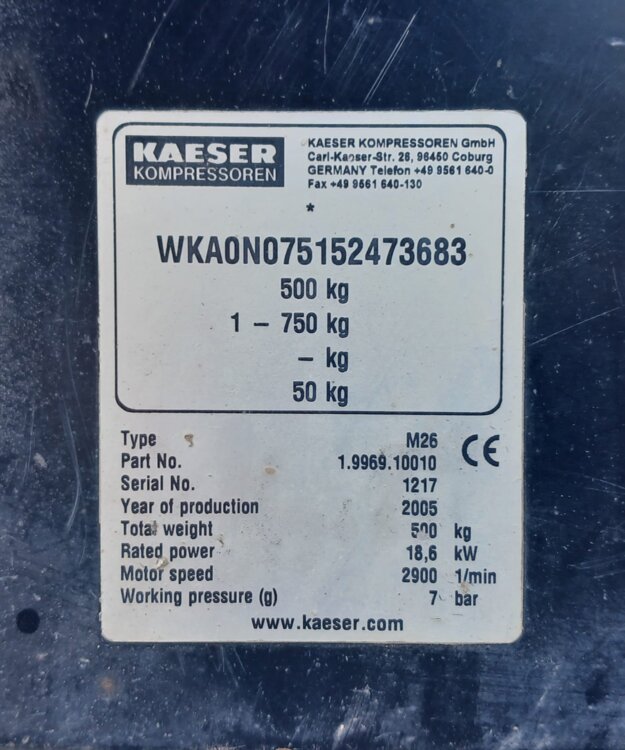 KAESER
KOMPRESSOREN
KAESER KOMPRESSOREN GmbH
Carl-Kaeser-Str. 26, 96450 Coburg
GERMANY Telefon +49 9561 640-0
Fax +49 9561 640-130
*
WKA0N075152473683
500 kg
1 – 750 kg
– kg
50 kg
Type M26 CE
Part No. 1.9969.10010
Serial No. 1217
Year of production 2005
Total weight 500 kg
Rated power 18,6 kW
Motor speed 2900 1/min
Working pressure (g) 7 bar
www.kaeser.com